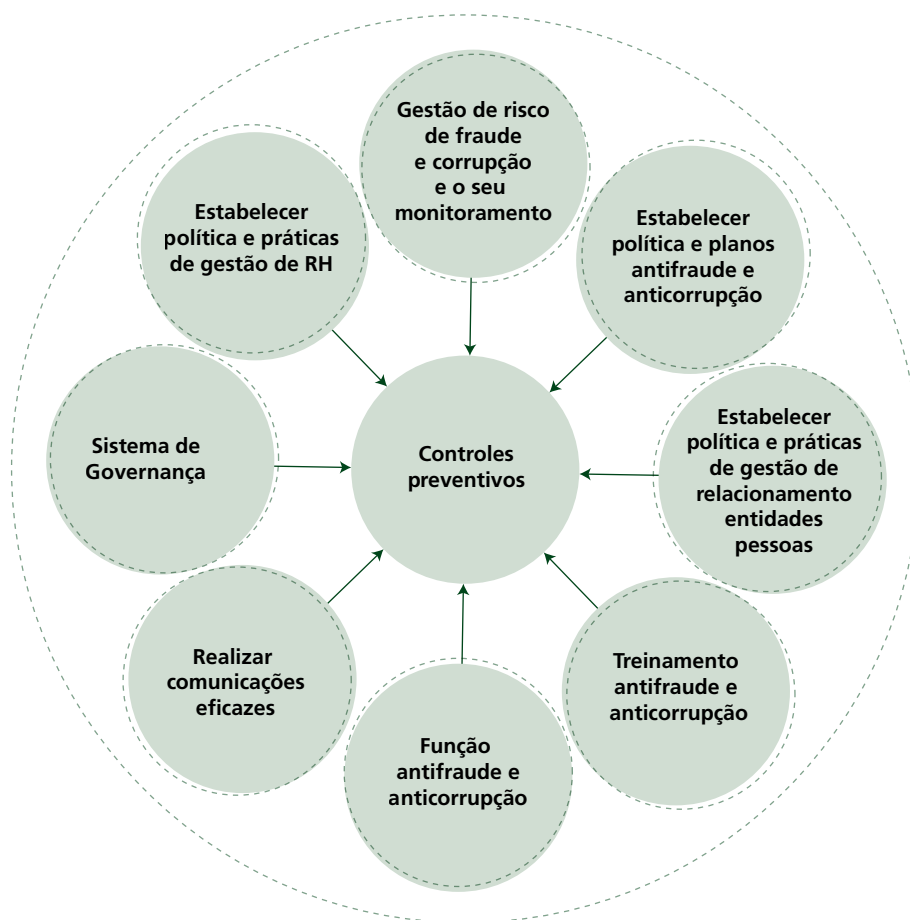 Gestão de risco
de fraude
e corrupção
e o seu
monitoramento
Estabelecer
política e práticas
de gestão de RH
Estabelecer
política e planos
antifraude e
anticorrupção
Sistema de
Governança
Controles
preventivos
Estabelecer
política e práticas
de gestão de
relacionamento
entidades
pessoas
Realizar
comunicações
eficazes
Treinamento
antifraude e
anticorrupção
Função
antifraude e
anticorrupção